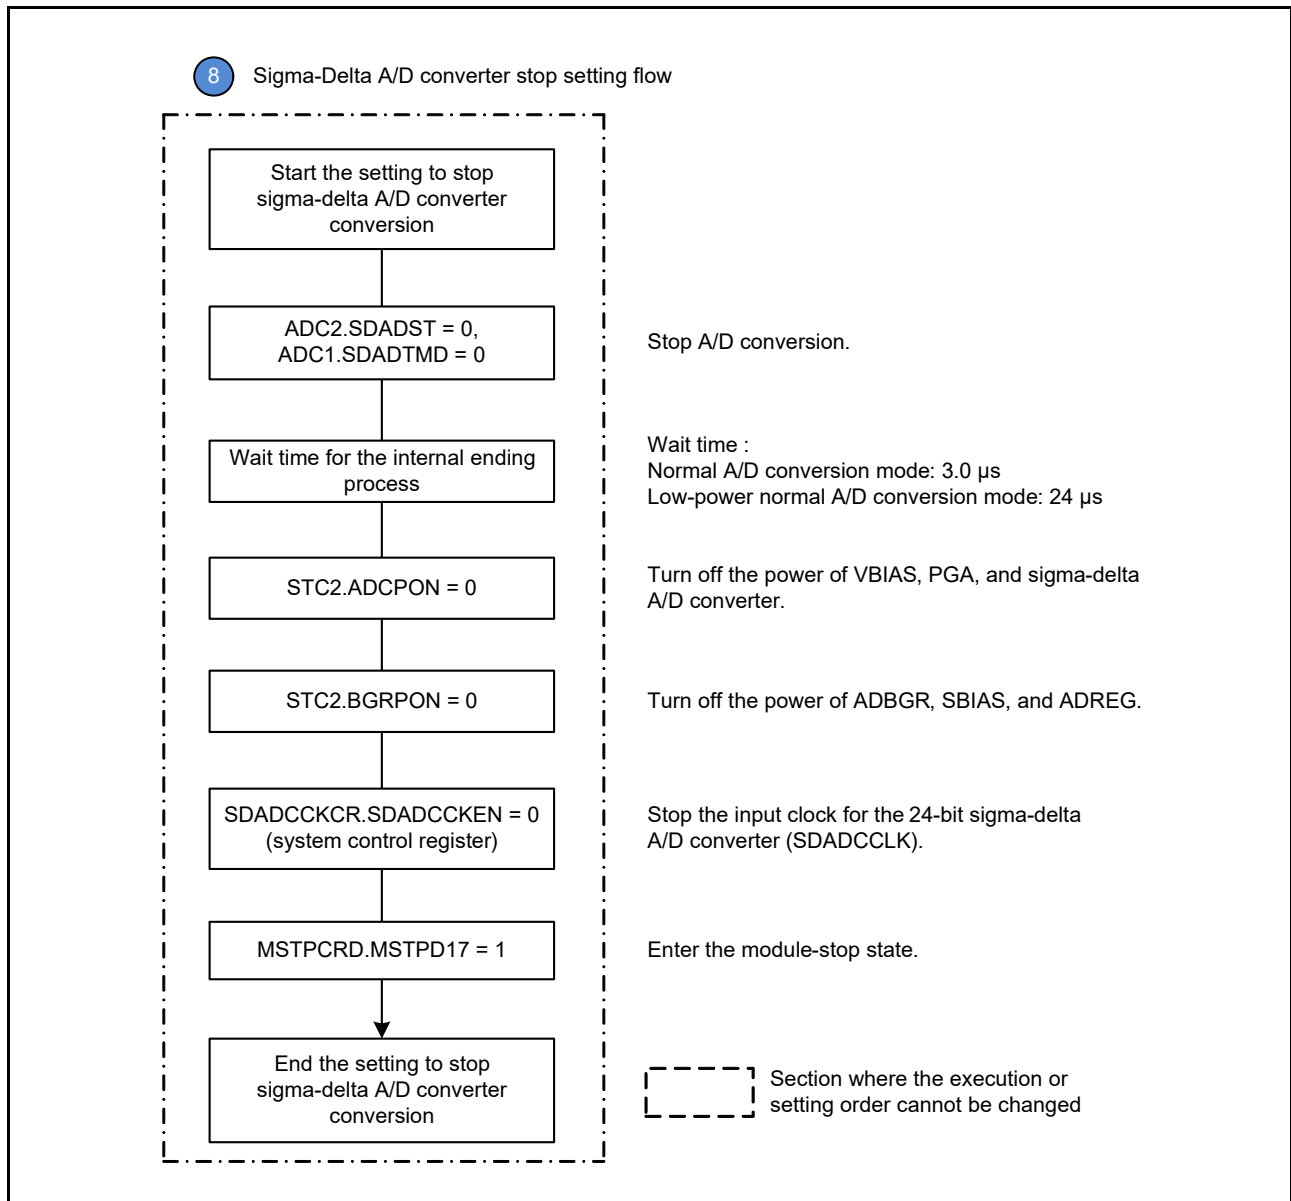 8 Sigma-Delta A/D converter stop setting flow
Start the setting to stop
sigma-delta A/D converter
conversion
ADC2.SDADST = 0,
ADC1.SDADTMD = 0
Stop A/D conversion.
Wait time for the internal ending
process
Wait time :
Normal A/D conversion mode: 3.0 µs
Low-power normal A/D conversion mode: 24 µs
STC2.ADCPON = 0
Turn off the power of VBIAS, PGA, and sigma-delta
A/D converter.
STC2.BGRPON = 0
Turn off the power of ADBGR, SBIAS, and ADREG.
SDADCCKCR.SDADCCKEN = 0
(system control register)
Stop the input clock for the 24-bit sigma-delta
A/D converter (SDADCCLK).
MSTPCRD.MSTPD17 = 1
Enter the module-stop state.
End the setting to stop
sigma-delta A/D converter
conversion
Section where the execution or
setting order cannot be changed